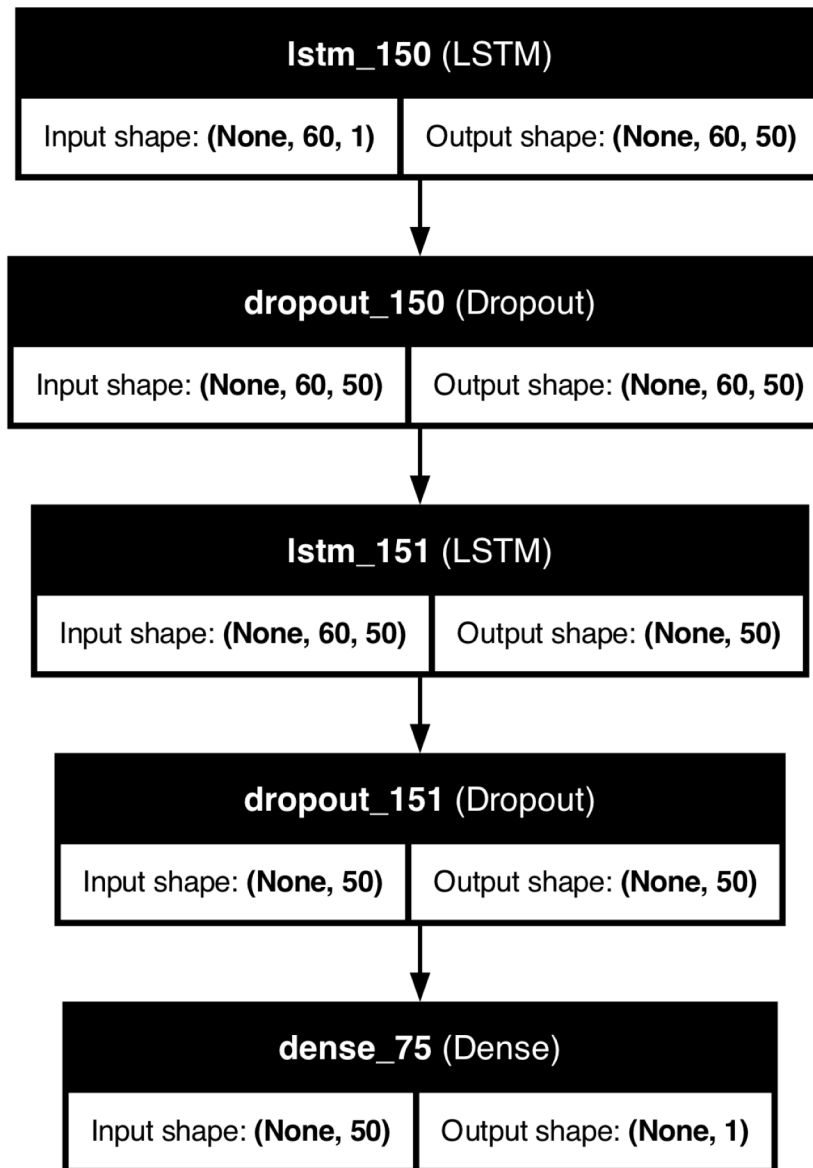 lstm_150 (LSTM)
Input shape: (None, 60, 1) Output shape: (None, 60, 50)
dropout_150 (Dropout)
Input shape: (None, 60, 50) Output shape: (None, 60, 50)
lstm_151 (LSTM)
Input shape: (None, 60, 50) Output shape: (None, 50)
dropout_151 (Dropout)
Input shape: (None, 50) Output shape: (None, 50)
dense_75 (Dense)
Input shape: (None, 50) Output shape: (None, 1)